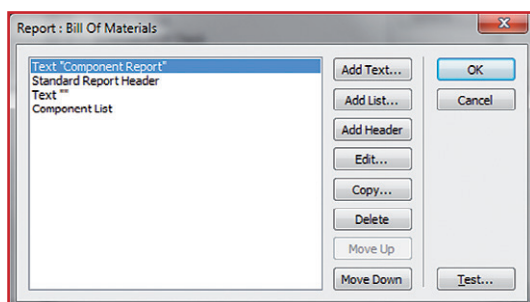 Report : Bill Of Materials
Text "Component Report"
Standard Report Header
Text ""
Component List
Add Text...
Add List...
Add Header
Edit...
Copy...
Delete
Move Up
Move Down
OK
Cancel
Test...